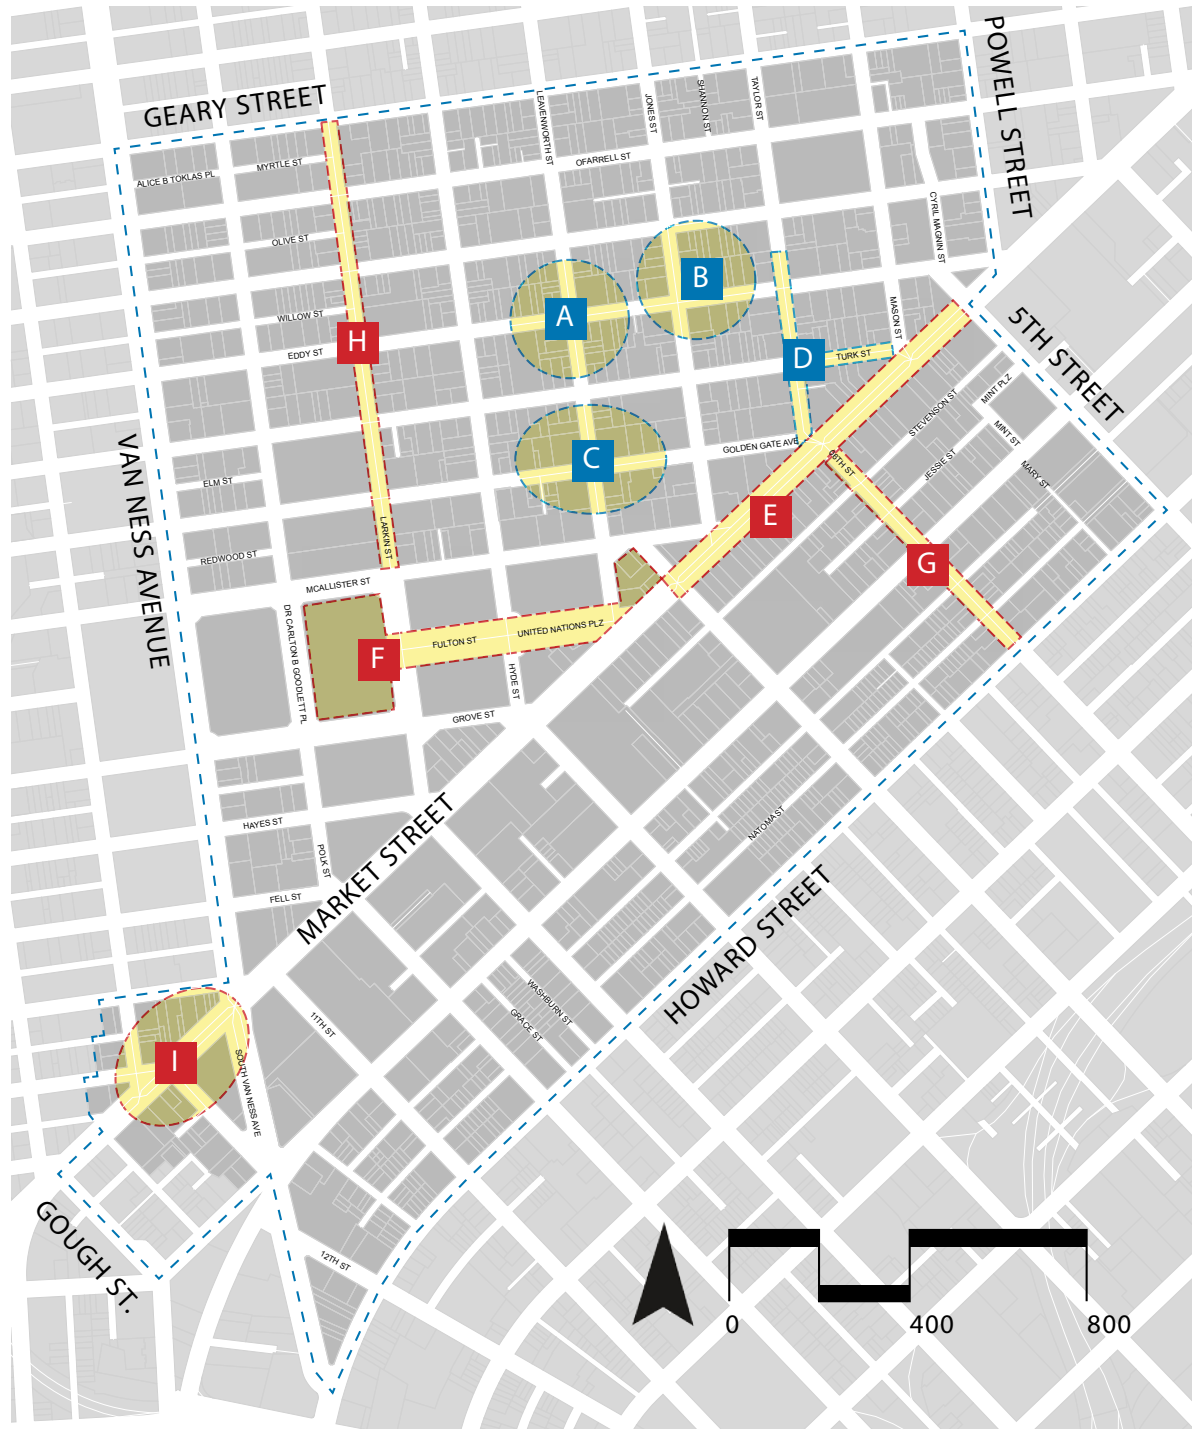 POWELL STREET
GEARY STREET
LEAVENWORTH ST
JONES ST
SHANNON ST
TAYLOR ST
OFARRELL ST
MYRTLE ST
ALICE B TOKLAS PL
CYRIL MAGNIN ST
OLIVE ST
B
A
WILLOW ST
MASON ST
H
EDDY ST
D
TURK ST
5TH STREET
MINT PLZ
STEVENSON ST
MINT ST
GOLDEN GATE AVE
C
06TH ST
JESSIE ST
MARY ST
ELM ST
VAN NESS AVENUE
E
LARKIN ST
REDWOOD ST
G
MCALLISTER ST
DR CARLTON B GOODLETT PL
F
FULTON ST
UNITED NATIONS PLZ
HYDE ST
GROVE ST
HAYES ST
NATOMA ST
POLK ST
MARKET STREET
FELL ST
HOWARD STREET
WASHBURN ST
GRACE ST
11TH ST
I
SOUTH VAN NESS AVE
GOUGH ST.
12TH ST
0 400 800